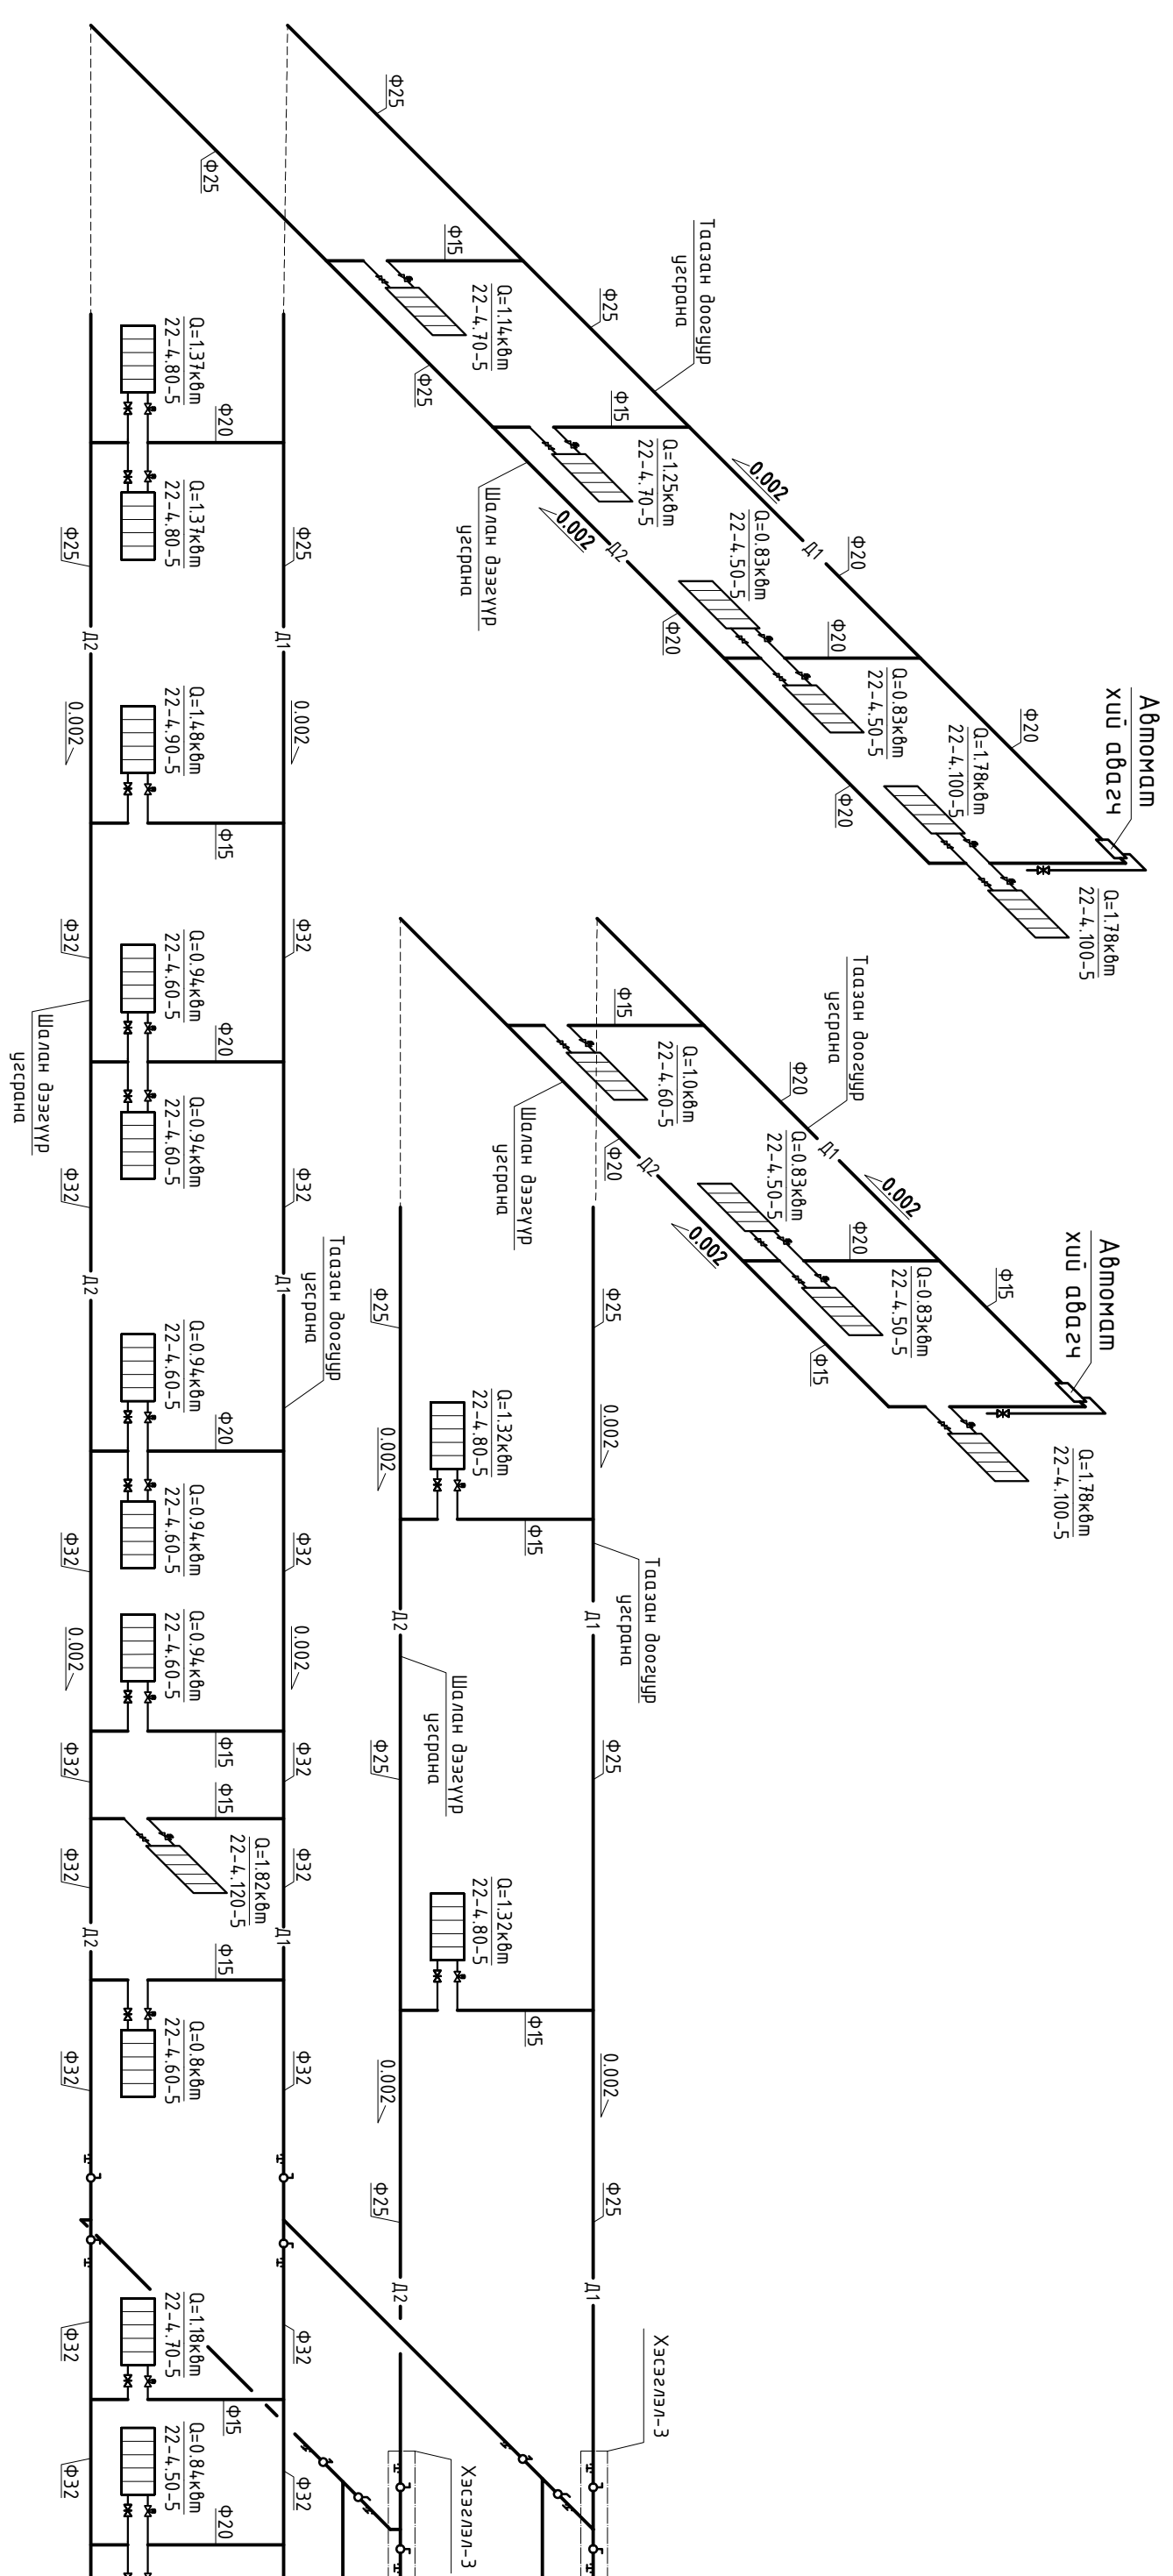 Автомат
хий авагч
Ф25
Ф25
Таазан доогуур
угсрана
Ф15
Q=1.14кВт
22-4.70-5
Ф25
Ф25
Ф15
Q=1.25кВт
22-4.70-5
0.002
0.002
Д1
Д2
Шалан дээгүүр
угсрана
Ф20
Q=0.83кВт
22-4.50-5
Ф20
Ф20
Q=0.83кВт
22-4.50-5
Ф20
Q=1.78кВт
22-4.100-5
Ф20
Q=1.78кВт
22-4.100-5
Автомат
хий авагч
Таазан доогуур
угсрана
Ф15
Q=1.0кВт
22-4.60-5
Ф20
Шалан дээгүүр
угсрана
Ф20
Д1
Д2
Q=0.83кВт
22-4.50-5
0.002
0.002
Ф20
Q=0.83кВт
22-4.50-5
Ф15
Ф15
Q=1.78кВт
22-4.100-5
Ф25
Ф25
0.002
0.002
Q=1.32кВт
22-4.80-5
Ф15
Таазан доогуур
угсрана
Д1
Д2
Шалан дээгүүр
угсрана
Ф25
Ф25
Q=1.32кВт
22-4.80-5
Ф15
0.002
0.002
Ф25
Ф25
Д1
Д2
Хэсэглэл-3
Хэсэглэл-3
Q=1.37кВт
22-4.80-5
Ф20
Q=1.37кВт
22-4.80-5
Ф25
Ф25
Д1
Д2
0.002
0.002
Q=1.48кВт
22-4.90-5
Ф15
Ф32
Ф32
Q=0.94кВт
22-4.60-5
Шалан дээгүүр
угсрана
Ф20
Q=0.94кВт
22-4.60-5
Ф32
Ф32
Д1
Д2
Таазан доогуур
угсрана
Q=0.94кВт
22-4.60-5
Ф20
Q=0.94кВт
22-4.60-5
Ф32
Ф32
0.002
0.002
Q=0.94кВт
22-4.60-5
Ф15
Ф32
Ф32
Ф15
Q=1.82кВт
22-4.120-5
Ф32
Ф32
Д1
Д2
Ф15
Q=0.8кВт
22-4.60-5
Ф32
Ф32
Q=1.18кВт
22-4.70-5
Ф32
Ф32
Ф15
Q=0.84кВт
22-4.50-5
Ф32
Ф32
Ф20